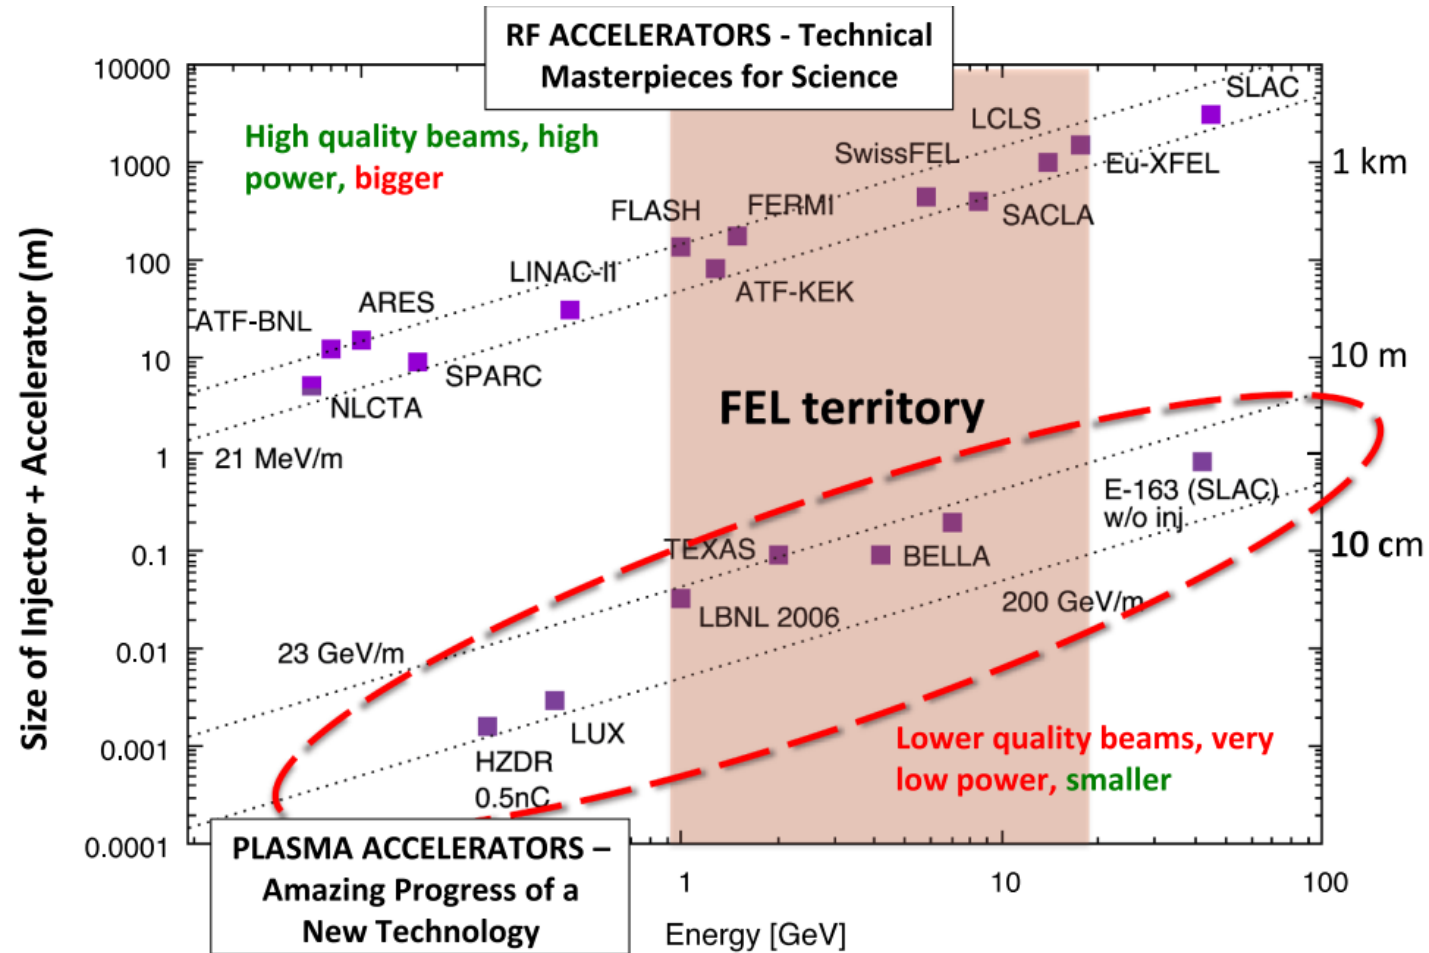 RF ACCELERATORS - Technical
Masterpieces for Science
High quality beams, high
power, bigger
Size of Injector + Accelerator (m)
10000
1000
100
10
1
0.1
0.01
0.001
0.0001
1 km
10 m
10 cm
SLAC
LCLS
SwissFEL
Eu-XFEL
SACLA
FERMI
FLASH
ATF-KEK
LINAC-II
ARES
ATF-BNL
SPARC
NLCTA
21 MeV/m
FEL territory
E-163 (SLAC)
w/o inj.
TEXAS
BELLA
200 GeV/m
LBNL 2006
23 GeV/m
LUX
HZDR
0.5nC
Lower quality beams, very
low power, smaller
PLASMA ACCELERATORS –
Amazing Progress of a
New Technology
1
10
100
Energy [GeV]